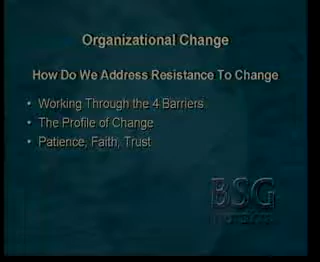 Organizational Change
How Do We Address Resistance To Change
• Working Through the 4 Barriers
• The Profile of Change
• Patience, Faith, Trust
BSG